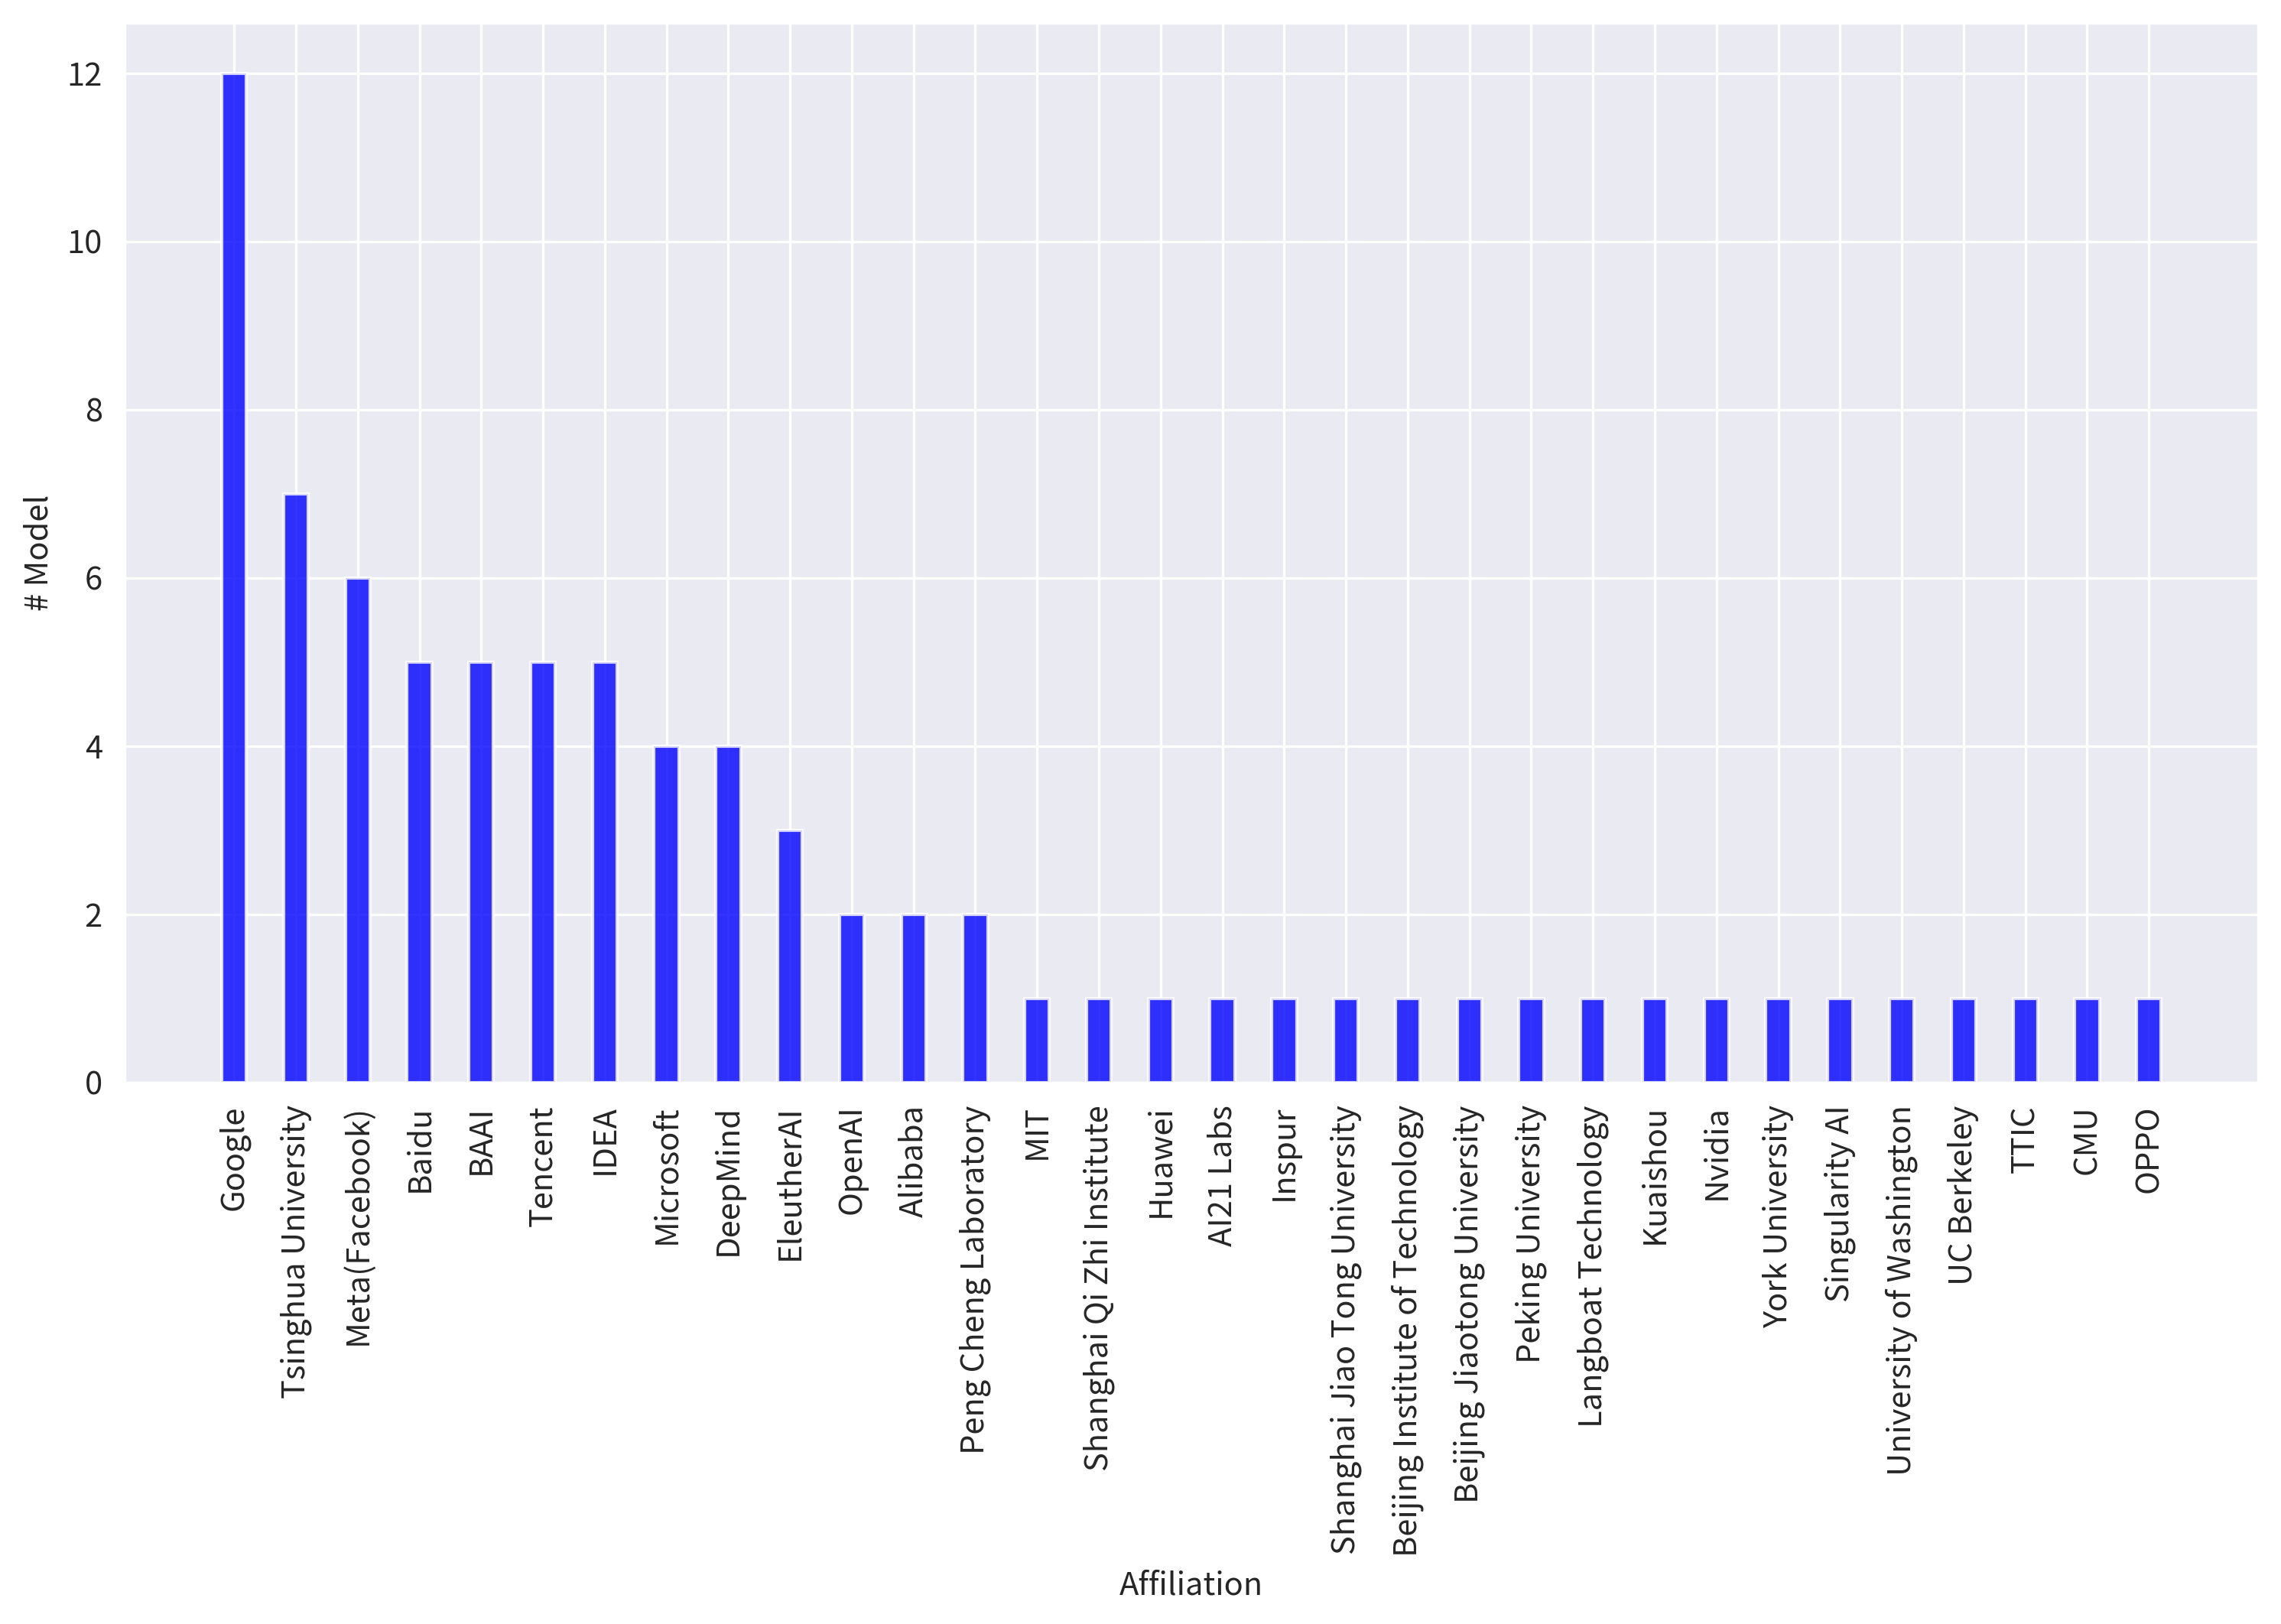 # Model
12
10
8
6
4
2
0
Google
Tsinghua University
Meta(Facebook)
Baidu
BAAI
Tencent
IDEA
Microsoft
DeepMind
EleutherAI
OpenAI
Alibaba
Peng Cheng Laboratory
MIT
Shanghai Qi Zhi Institute
Huawei
AI21 Labs
Inspur
Shanghai Jiao Tong University
Beijing Institute of Technology
Beijing Jiaotong University
Peking University
Langboat Technology
Kuaishou
Nvidia
York University
Singularity AI
University of Washington
UC Berkeley
TTIC
CMU
OPPO
Affiliation